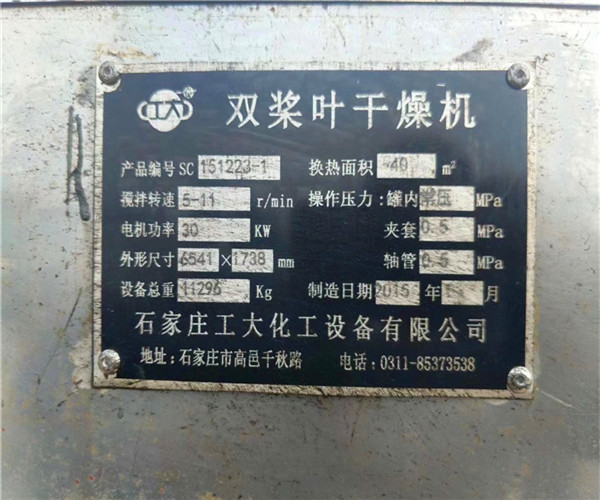 工大 双桨叶干燥机
产品编号 SC 151223-1 换热面积 40 m²
搅拌转速 5-11 r/min 操作压力:罐内 常压 MPa
电机功率 30 KW 夹套 0.5 MPa
外形尺寸 6541 ×1738 mm 轴管 0.5 MPa
设备总重 11296 Kg 制造日期 2015 年 月
石家庄工大化工设备有限公司
地址:石家庄市高邑千秋路 电话:0311-85373538